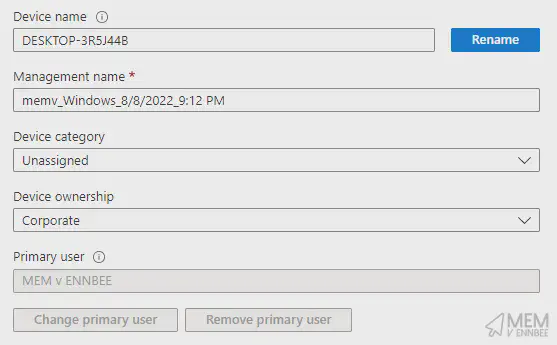 Device name
DESKTOP-3R5J44B
Rename
Management name *
memv_Windows_8/8/2022_9:12 PM
Device category
Unassigned
Device ownership
Corporate
Primary user
MEM v ENNBEE
Change primary user
Remove primary user
MEM
V ENNBEE